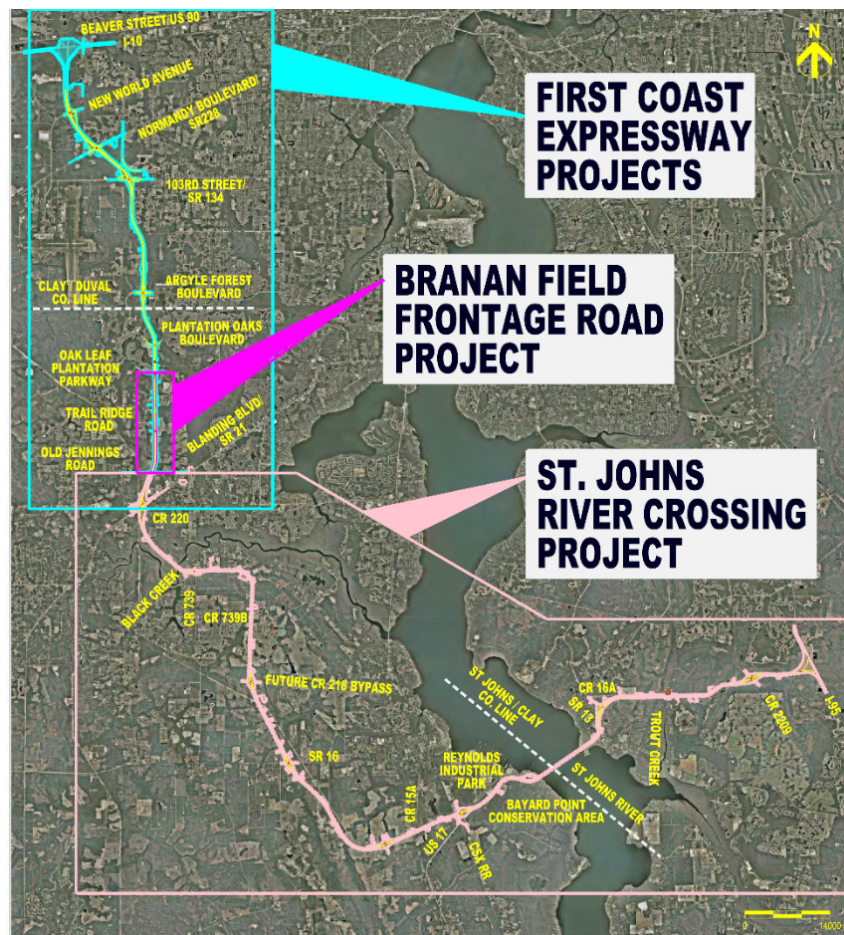 BEAVER STREET/US 90
I-10
N
NEW WORLD AVENUE
NORMANDY BOULEVARD/
SR228
FIRST COAST
EXPRESSWAY
PROJECTS
103RD STREET/
SR 134
CLAY / DUVAL
CO. LINE
ARGYLE FOREST
BOULEVARD
BRANAN FIELD
FRONTAGE ROAD
PROJECT
PLANTATION OAKS
BOULEVARD
OAK LEAF
PLANTATION
PARKWAY
TRAIL RIDGE
ROAD
BLANDING BLVD/
SR 21
OLD JENNINGS
ROAD
ST. JOHNS
RIVER CROSSING
PROJECT
CR 220
BLACK CREEK
CR 739
CR 739B
FUTURE CR 218 BYPASS
ST JOHNS / CLAY
CO. LINE
CR 16A
SR 13
TROUT CREEK
CR 2209
I-95
SR 16
REYNOLDS
INDUSTRIAL
PARK
ST JOHNS RIVER
CR 15A
BAYARD POINT
CONSERVATION AREA
US 17
CSX RR
0
14000